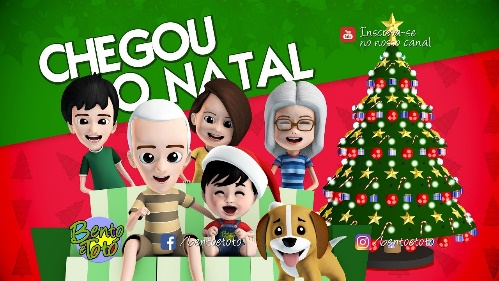 CHEGOU
O NATAL
Inscreva-se
no nosso canal
Bento
e Totó
/bentoetoto
/bentoetoto